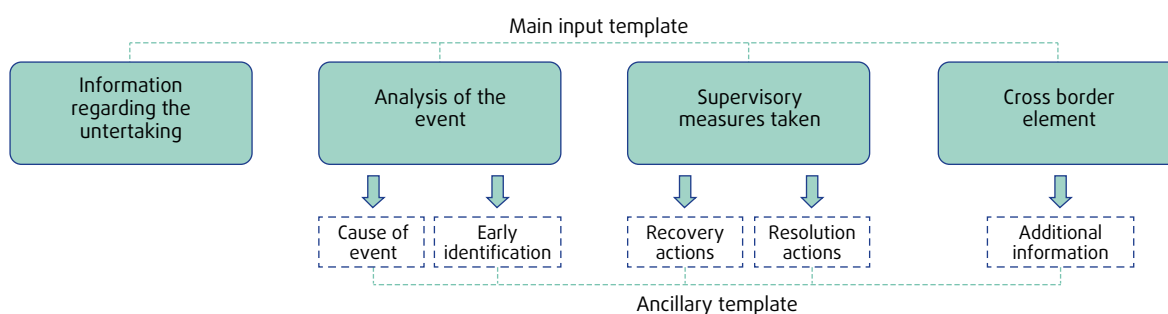 Main input template
Information
regarding the
untertaking
Analysis of the
event
Supervisory
measures taken
Cross border
element
Cause of
event
Early
identification
Recovery
actions
Resolution
actions
Additional
information
Ancillary template